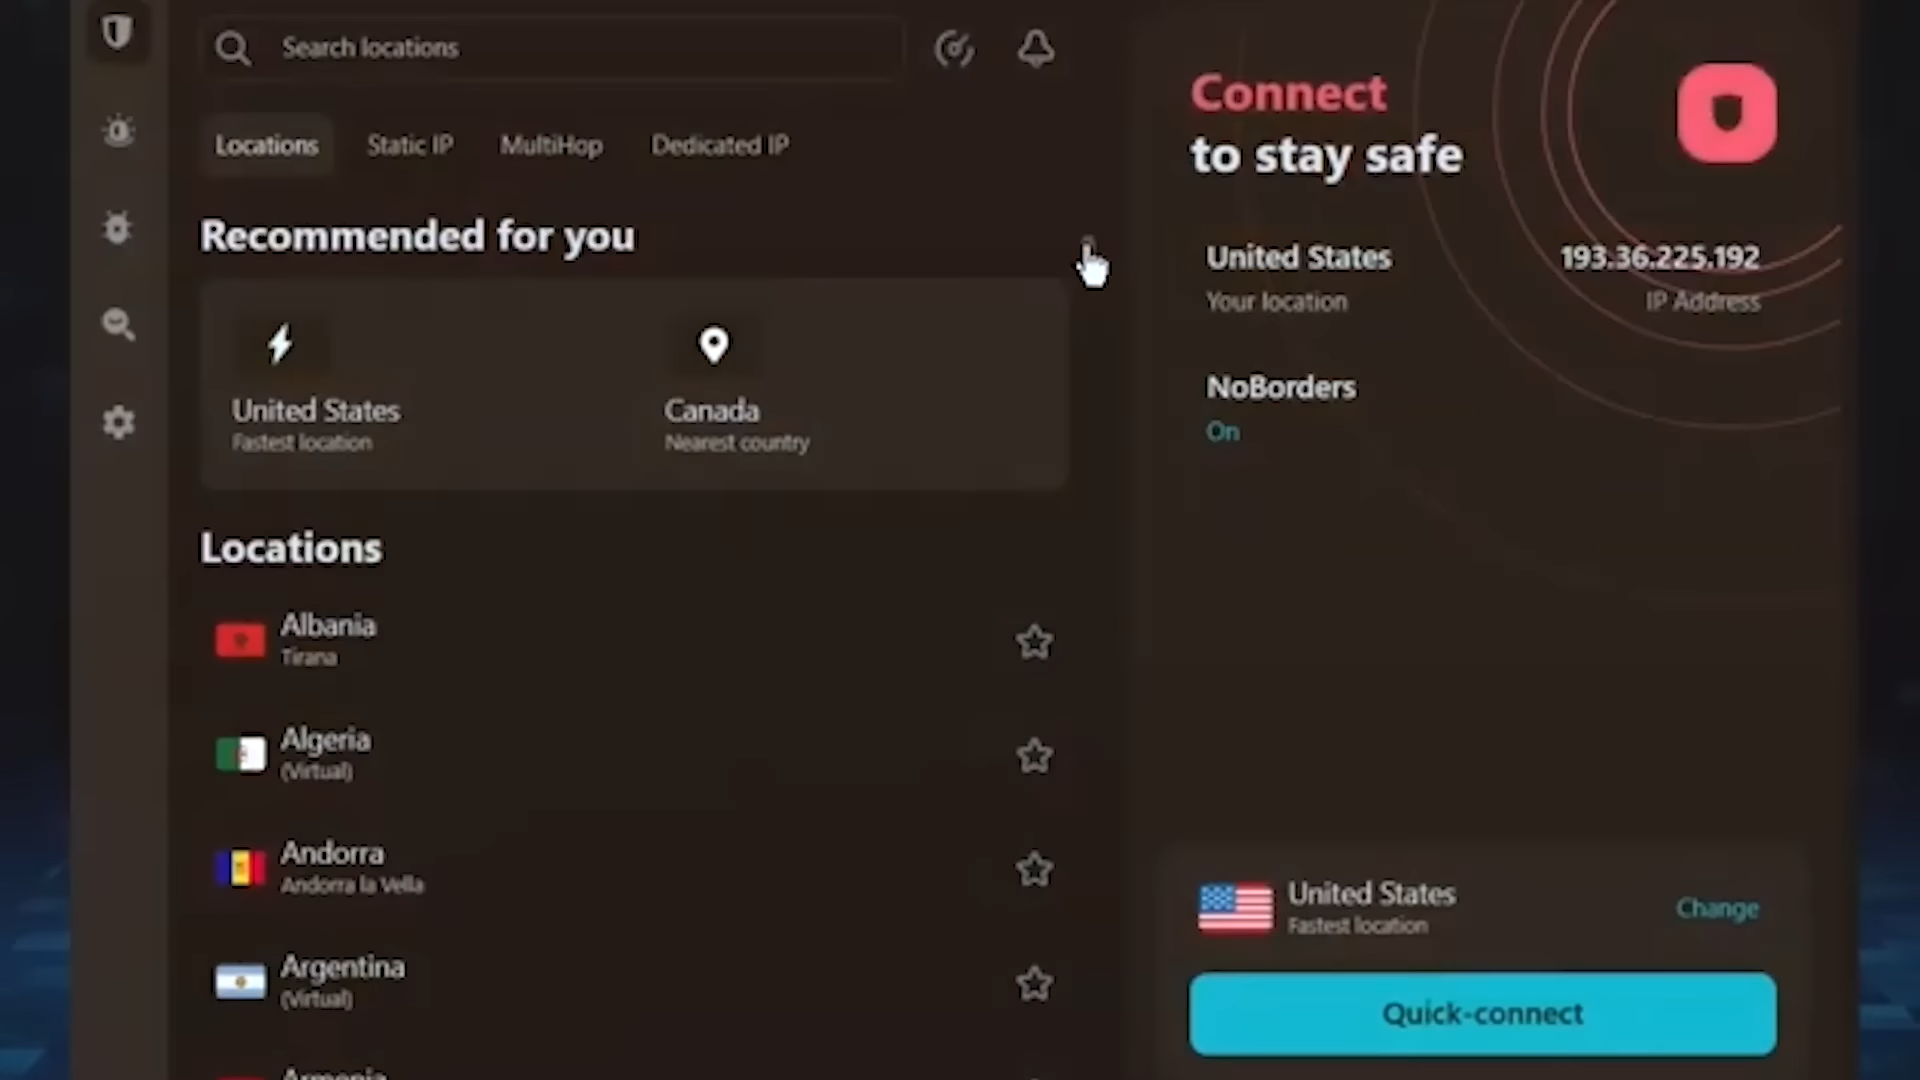 Search locations
Locations
Static IP
MultiHop
Dedicated IP
Recommended for you
United States
Fastest location
Canada
Nearest country
Locations
Albania
Tirana
Algeria
(Virtual)
Andorra
Andorra la Vella
Argentina
(Virtual)
Armenia
Connect
to stay safe
United States
193.36.225.192
Your location
IP Address
NoBorders
On
United States
Fastest location
Change
Quick-connect